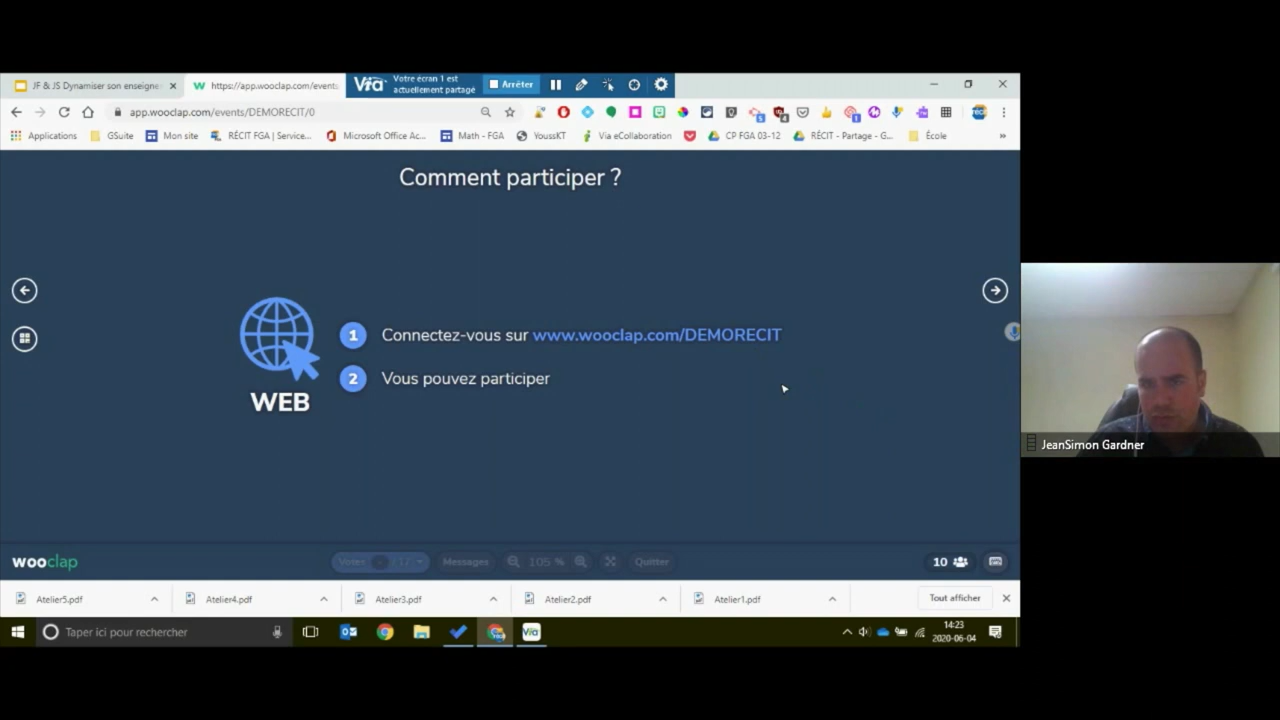 JF & JS Dynamiser son enseigne
https://app.wooclap.com/events
Via
Votre écran 1 est
actuellement partagé
Arrêter
app.wooclap.com/events/DEMORECIT/0
Applications
GSuite
Mon site
RÉCIT FGA | Service...
Microsoft Office Ac...
Math - FGA
YoussKT
Via eCollaboration
CP FGA 03-12
RÉCIT - Partage - G...
École
»
Comment participer ?
1 Connectez-vous sur www.wooclap.com/DEMORECIT
2 Vous pouvez participer
WEB
JeanSimon Gardner
wooclap
Votes
Messages
105 %
Quitter
10
Atelier5.pdf
Atelier4.pdf
Atelier3.pdf
Atelier2.pdf
Atelier1.pdf
Tout afficher
Taper ici pour rechercher
Via
14:23
2020-06-04